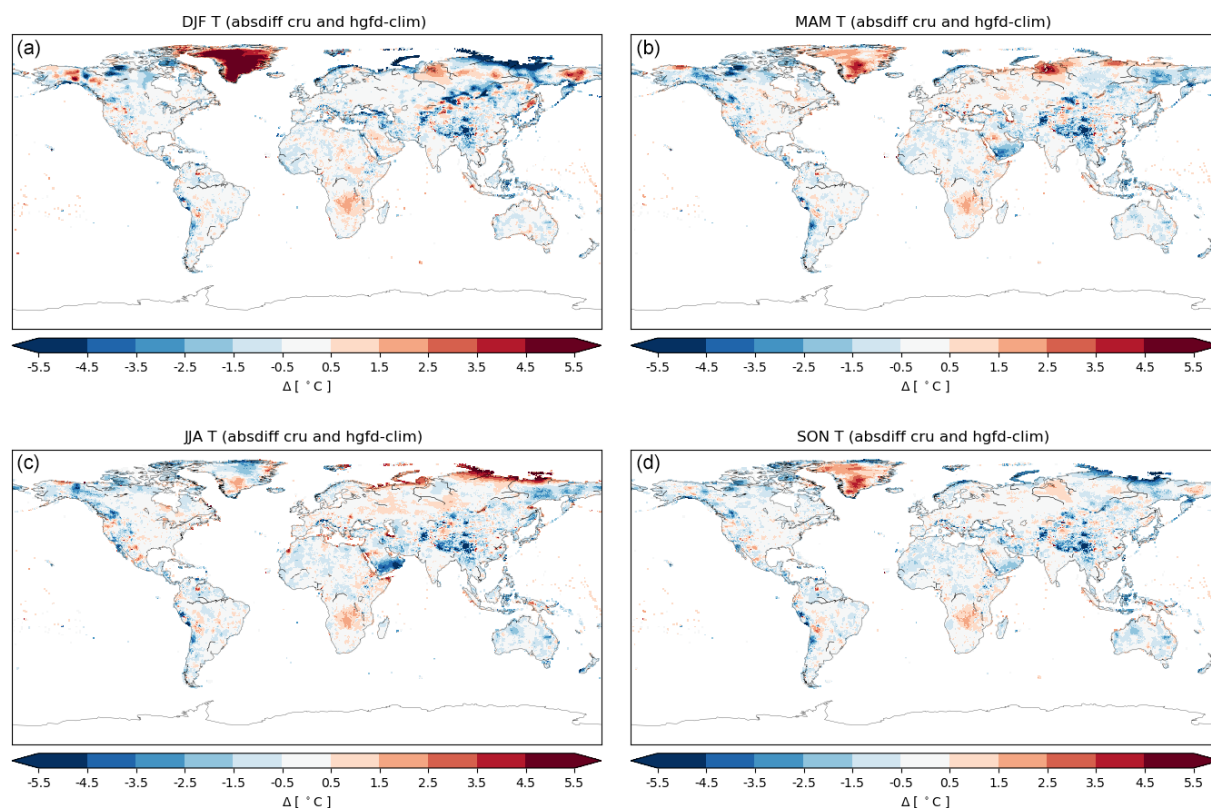 DJF T (absdiff cru and hgfd-clim)
(a)
-5.5 -4.5 -3.5 -2.5 -1.5 -0.5 0.5 1.5 2.5 3.5 4.5 5.5
Δ [ °C]
MAM T (absdiff cru and hgfd-clim)
(b)
-5.5 -4.5 -3.5 -2.5 -1.5 -0.5 0.5 1.5 2.5 3.5 4.5 5.5
Δ [ °C]
JJA T (absdiff cru and hgfd-clim)
(c)
-5.5 -4.5 -3.5 -2.5 -1.5 -0.5 0.5 1.5 2.5 3.5 4.5 5.5
Δ [ °C]
SON T (absdiff cru and hgfd-clim)
(d)
-5.5 -4.5 -3.5 -2.5 -1.5 -0.5 0.5 1.5 2.5 3.5 4.5 5.5
Δ [ °C]